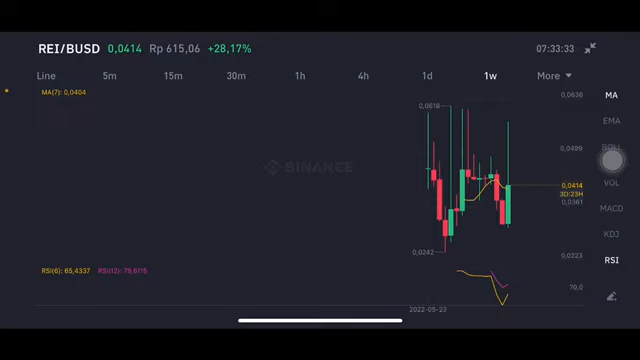 REI/BUSD 0,0414 Rp 615,06 +28,17% 07:33:33
Line 5m 15m 30m 1h 4h 1d 1w More
MA(7): 0,0404
0,0636
MA
0,0616
EMA
0,0499
BOLL
BINANCE
VOL
0,0414
3D:23H
0,0361
MACD
KDJ
0,0242
0,0223
RSI(6): 65,4337 RSI(12): 79,6115
RSI
70,0
2022-05-23